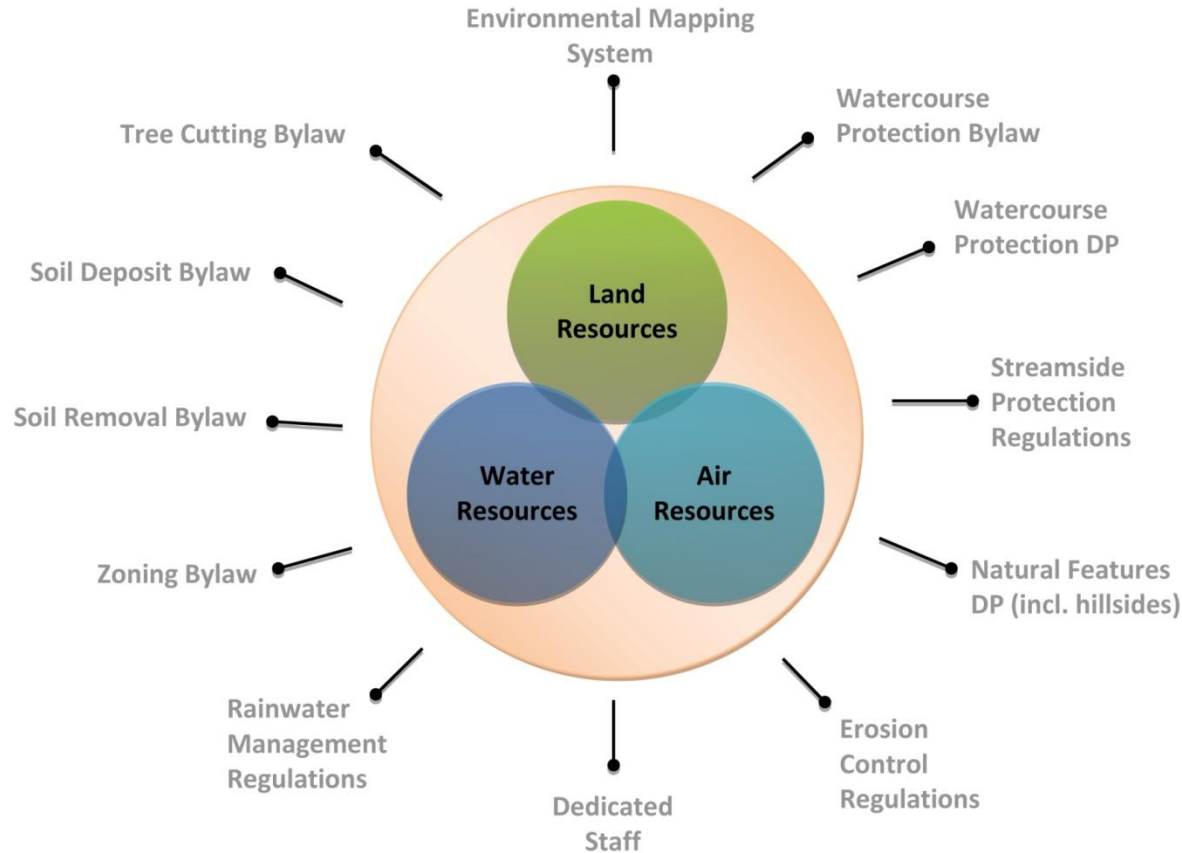 Environmental Mapping
System
Watercourse
Protection Bylaw
Tree Cutting Bylaw
Watercourse
Protection DP
Soil Deposit Bylaw
Land
Resources
Streamside
Protection
Regulations
Soil Removal Bylaw
Water
Resources
Air
Resources
Zoning Bylaw
Natural Features
DP (incl. hillsides)
Rainwater
Management
Regulations
Erosion
Control
Regulations
Dedicated
Staff